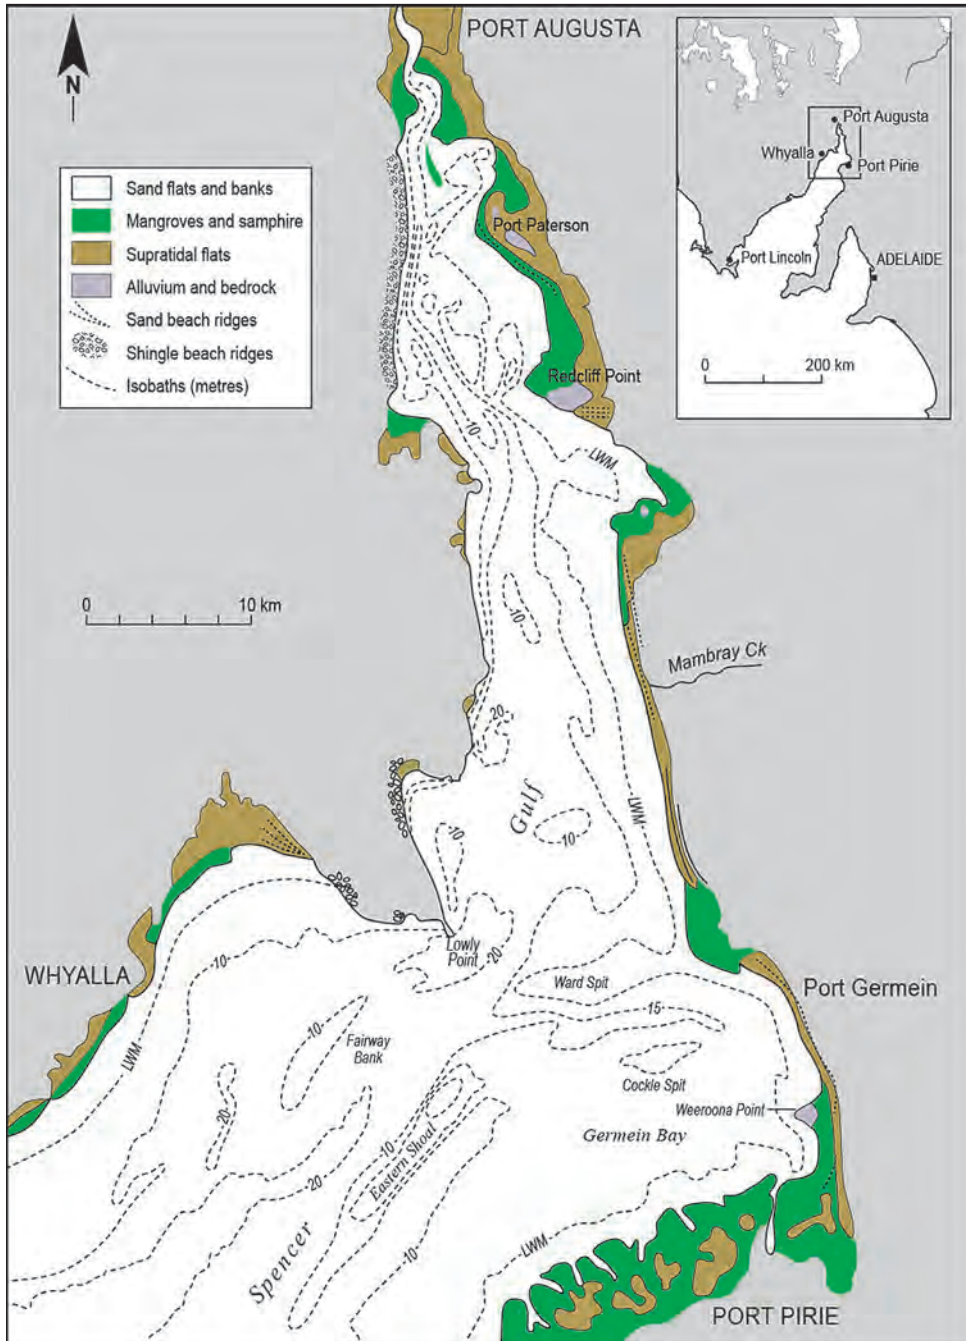 PORT AUGUSTA
N
Sand flats and banks
Mangroves and samphire
Supratidal flats
Alluvium and bedrock
Sand beach ridges
Shingle beach ridges
Isobaths (metres)
Port Augusta
Whyalla
Port Pirie
Port Lincoln
ADELAIDE
0 200 km
Port Paterson
Redcliff Point
10
LWM
0 10 km
10
Mambray Ck
20
Gulf
LWM
10
10
Lowly
Point
20
10
WHYALLA
Ward Spit
Port Germein
15
LWM
10
Fairway
Bank
Cockle Spit
20
Weeroona Point
Germein Bay
10
Eastern Shoal
20
Spencer
LWM
10
PORT PIRIE